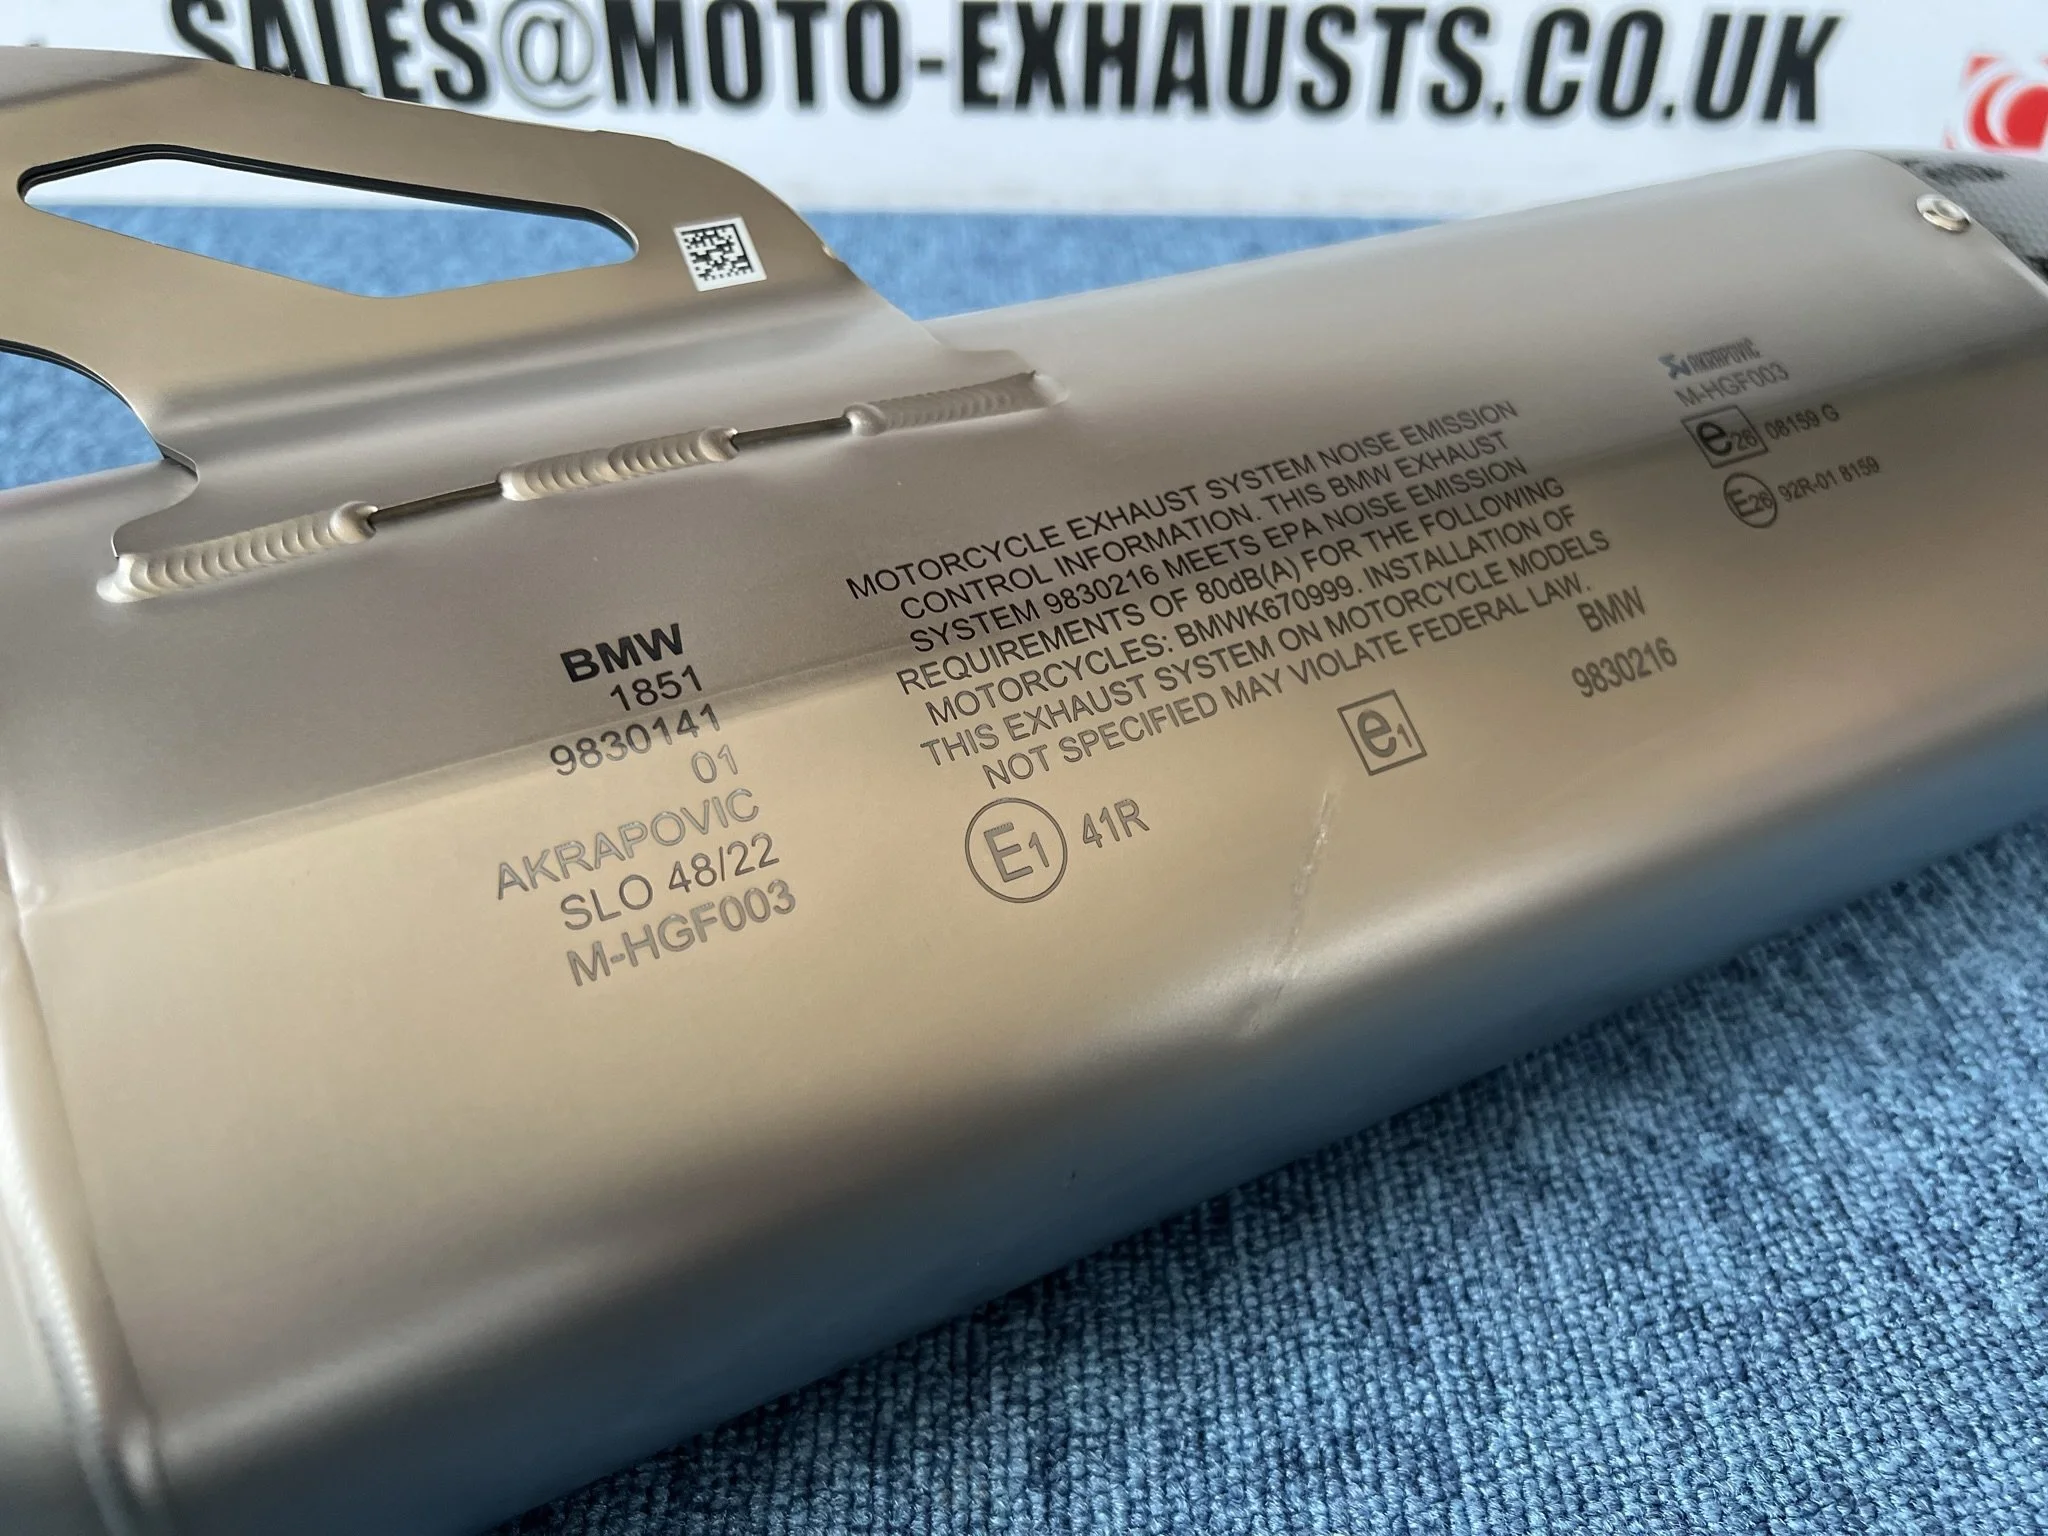 SALES@MOTO-EXHAUSTS.CO.UK
BMW
1851
9830141
01
AKRAPOVIC
SLO 48/22
M-HGF003
MOTORCYCLE EXHAUST SYSTEM NOISE EMISSION
CONTROL INFORMATION. THIS BMW EXHAUST
SYSTEM 9830216 MEETS EPA NOISE EMISSION
REQUIREMENTS OF 80dB(A) FOR THE FOLLOWING
MOTORCYCLES: BMWK670999. INSTALLATION OF
THIS EXHAUST SYSTEM ON MOTORCYCLE MODELS
NOT SPECIFIED MAY VIOLATE FEDERAL LAW.
E1 41R
e1
BMW
9830216
AKRAPOVIC
M-HGF003
e26 08159 G
E26 92R-01 8159